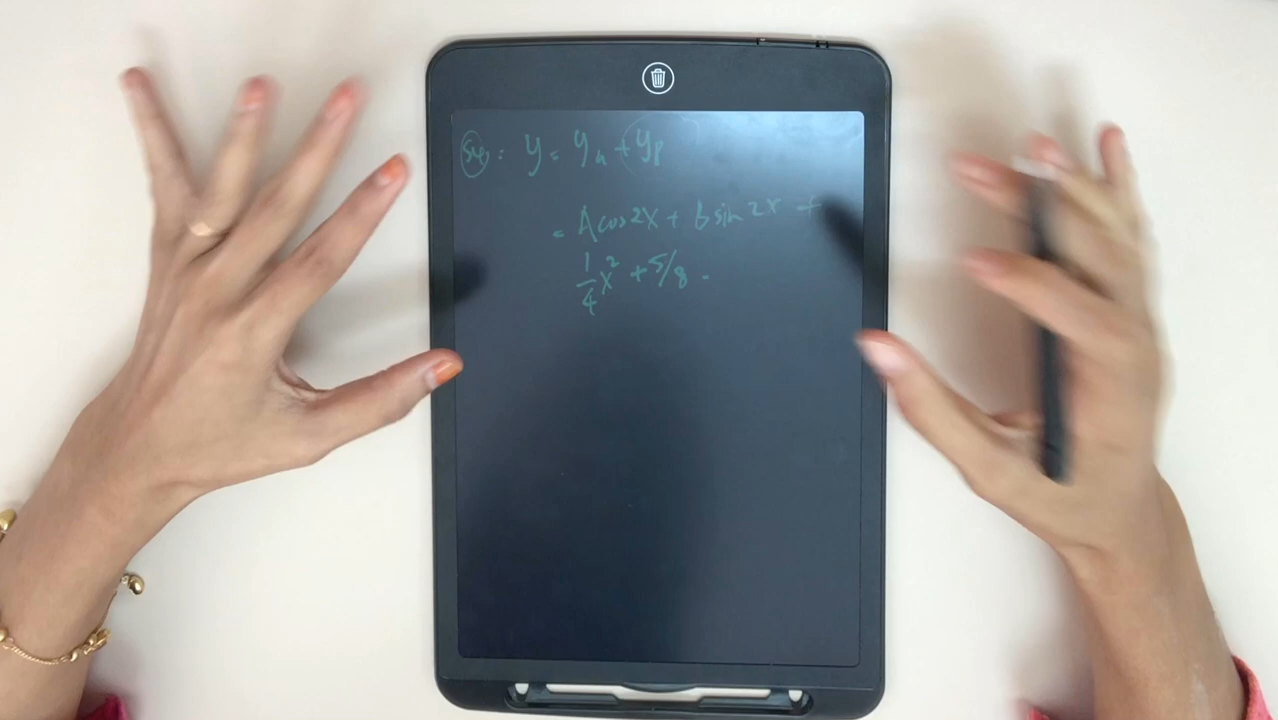 Sol: y = yh + yp
= A cos 2x + B sin 2x +
1/4 x² + 5/8 -